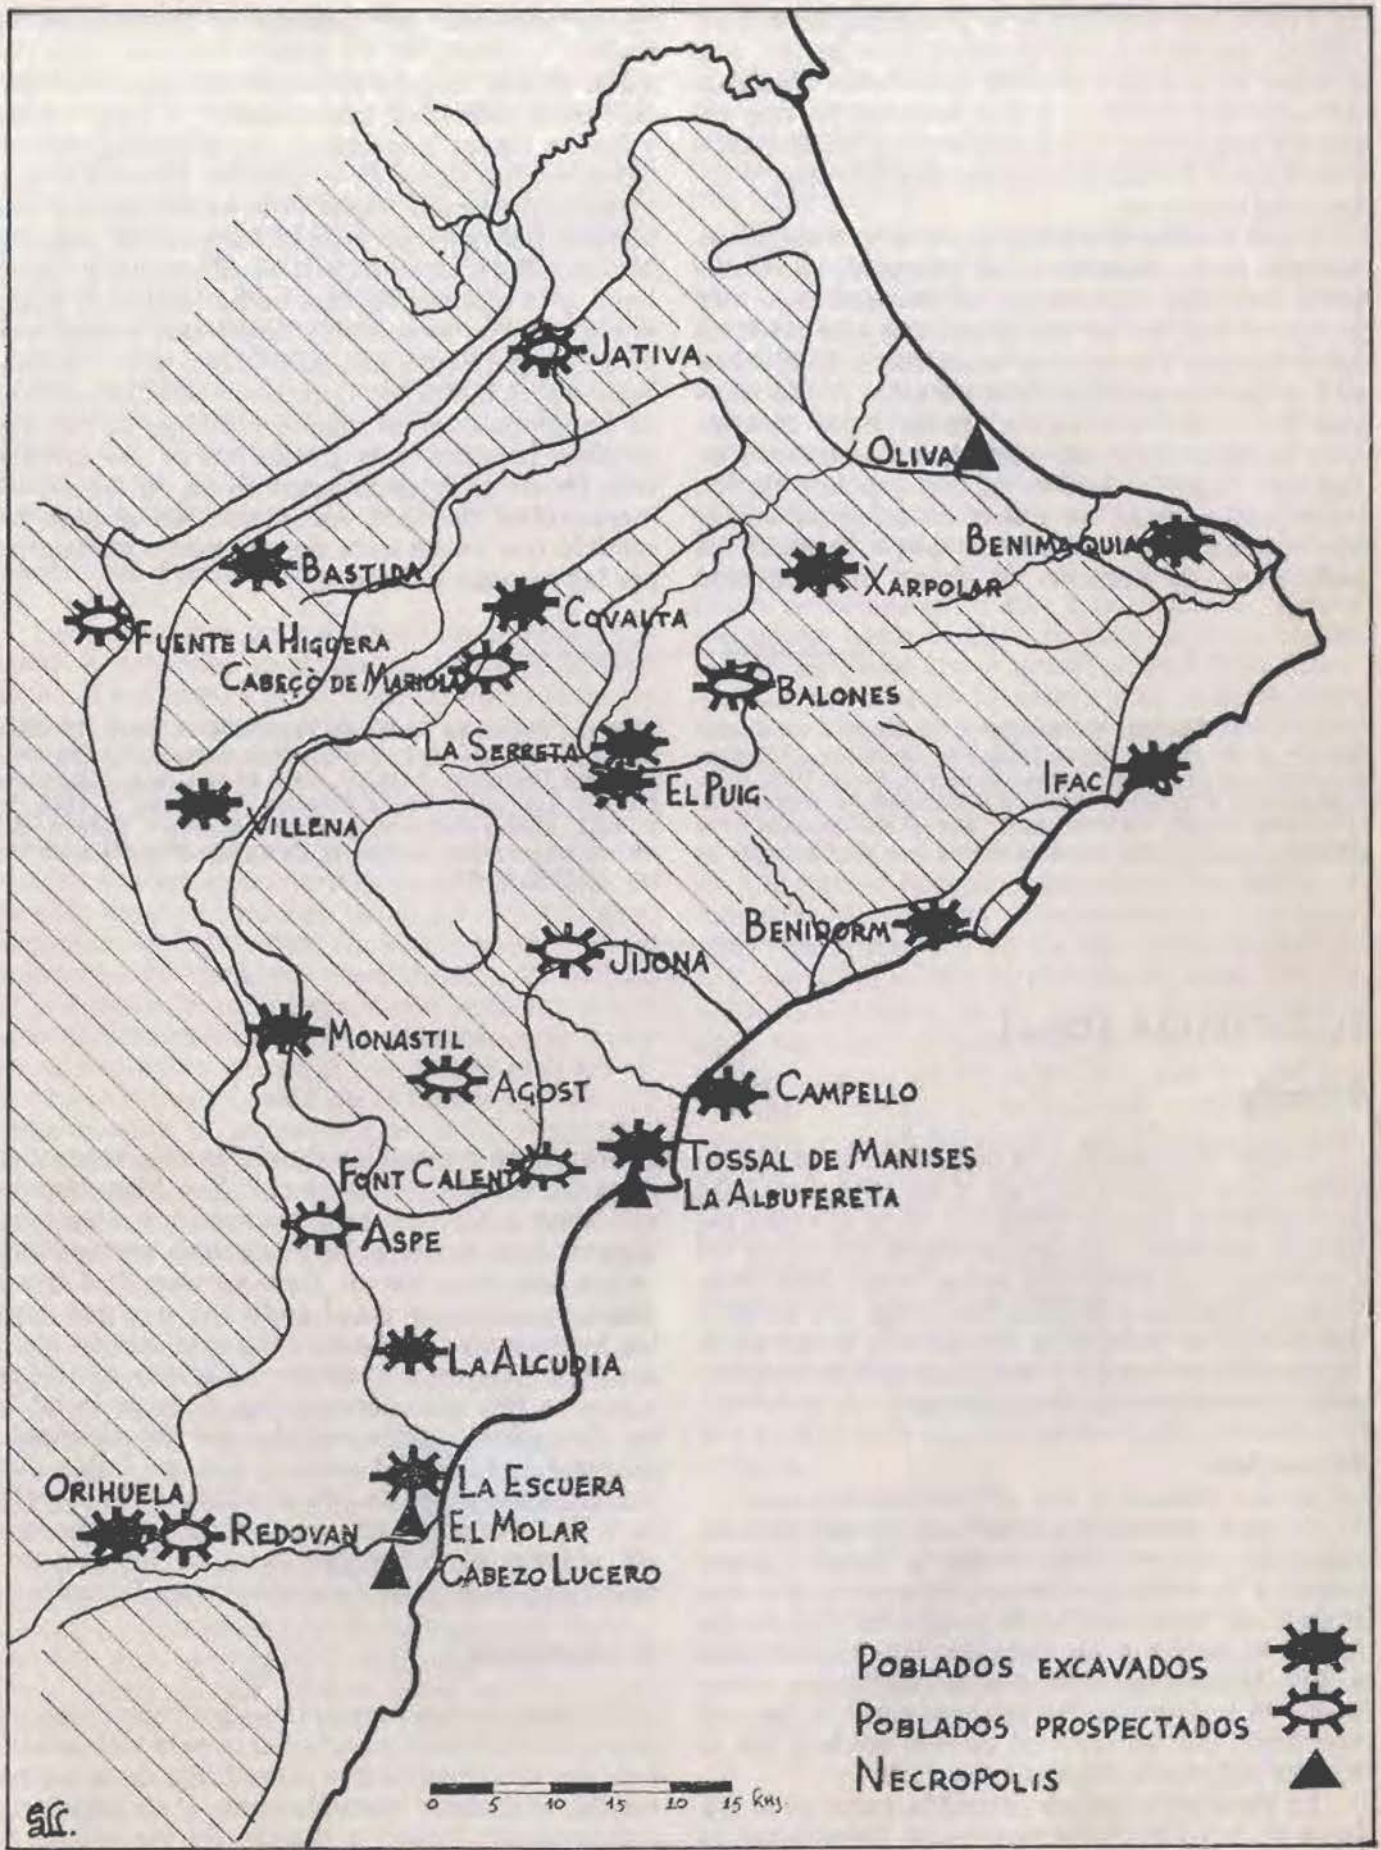 JATIVA
OLIVA
BENIMAQUIA
BASTIDA
XARPOLAR
COVALTA
FUENTE LA HIGUERA
CABEÇO DE MARIOLA
BALONES
LA SERRETA
IFAC
EL PUIG
VILLENA
BENIDORM
JIJONA
MONASTIL
AGOST
CAMPELLO
TOSSAL DE MANISES
FONT CALENT
LA ALBUFERETA
ASPE
LA ALCUDIA
LA ESCUERA
ORIHUELA
REDOVAN
EL MOLAR
CABEZO LUCERO
POBLADOS EXCAVADOS
POBLADOS PROSPECTADOS
NECROPOLIS
0 5 10 15 20 25 kms.